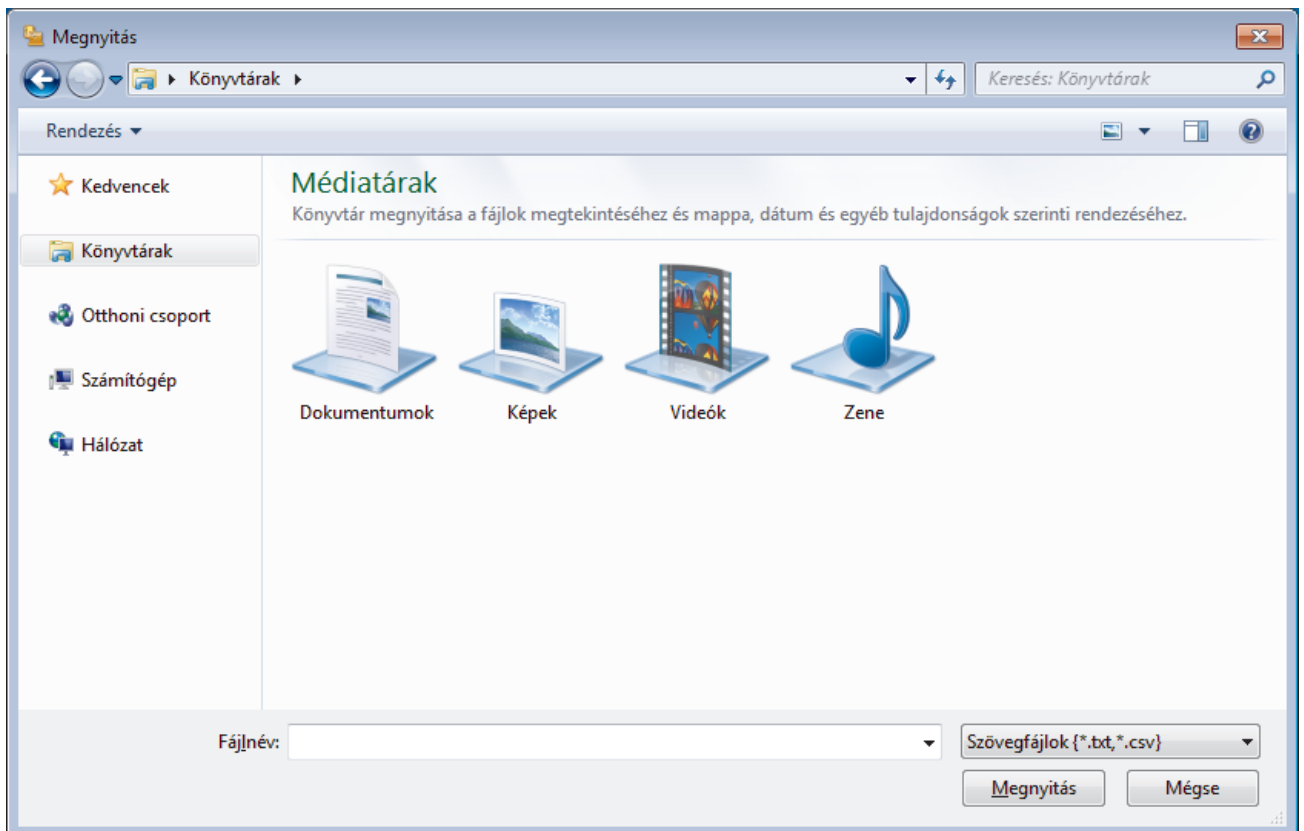 Megnyitás
Könyvtárak
Keresés: Könyvtárak
Rendezés
Kedvencek
Könyvtárak
Otthoni csoport
Számítógép
Hálózat
Médiatárak
Könyvtár megnyitása a fájlok megtekintéséhez és mappa, dátum és egyéb tulajdonságok szerinti rendezéséhez.
Dokumentumok
Képek
Videók
Zene
Fájlnév:
Szövegfájlok {*.txt,*.csv}
Megnyitás
Mégse